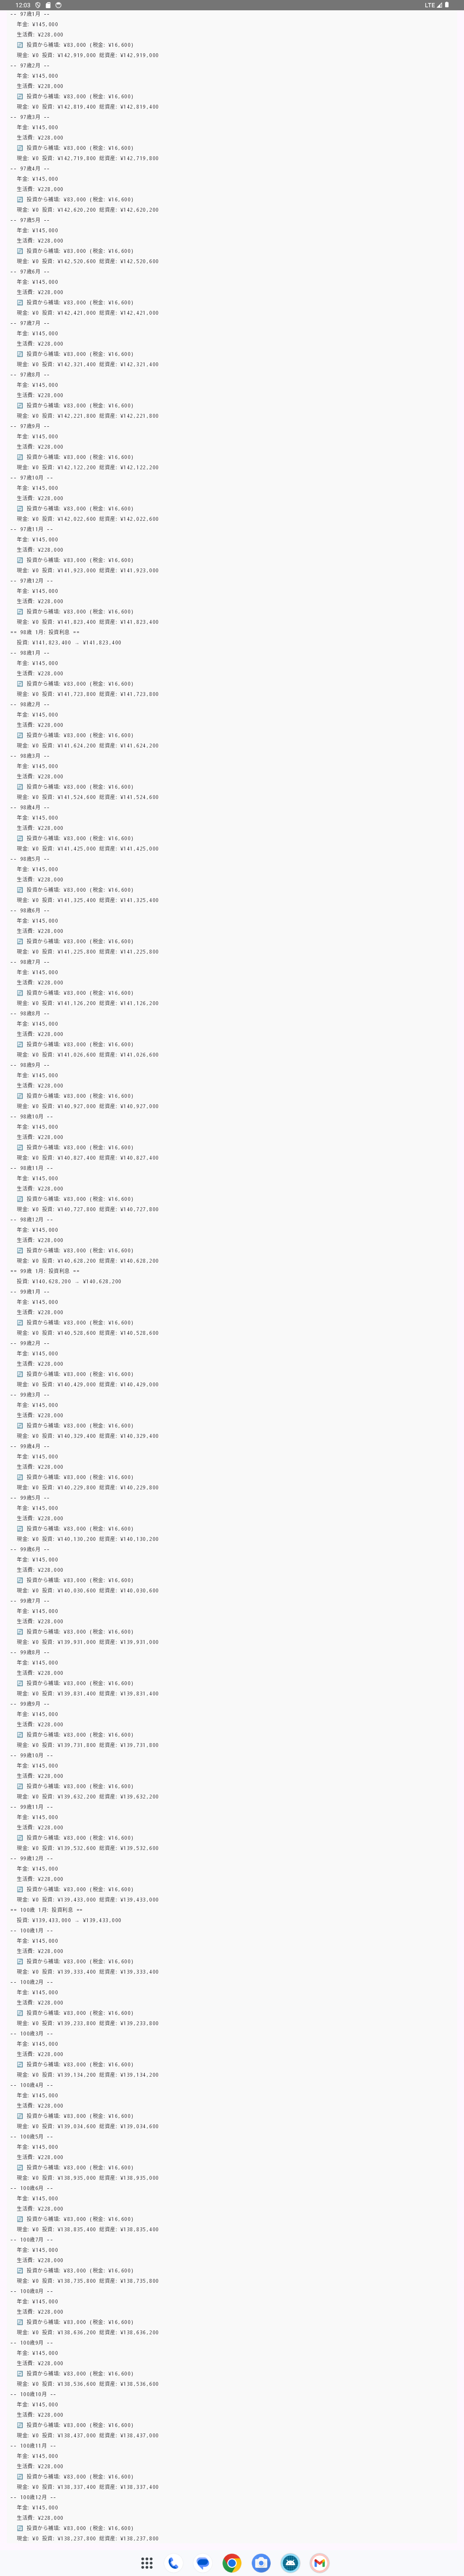 12:03 LTE
-- 97歳1月 --
年金: ¥145,000
生活費: ¥228,000
🔄 投資から補填: ¥83,000 (税金: ¥16,600)
現金: ¥0 投資: ¥142,919,000 総資産: ¥142,919,000
-- 97歳2月 --
年金: ¥145,000
生活費: ¥228,000
🔄 投資から補填: ¥83,000 (税金: ¥16,600)
現金: ¥0 投資: ¥142,819,400 総資産: ¥142,819,400
-- 97歳3月 --
年金: ¥145,000
生活費: ¥228,000
🔄 投資から補填: ¥83,000 (税金: ¥16,600)
現金: ¥0 投資: ¥142,719,800 総資産: ¥142,719,800
-- 97歳4月 --
年金: ¥145,000
生活費: ¥228,000
🔄 投資から補填: ¥83,000 (税金: ¥16,600)
現金: ¥0 投資: ¥142,620,200 総資産: ¥142,620,200
-- 97歳5月 --
年金: ¥145,000
生活費: ¥228,000
🔄 投資から補填: ¥83,000 (税金: ¥16,600)
現金: ¥0 投資: ¥142,520,600 総資産: ¥142,520,600
-- 97歳6月 --
年金: ¥145,000
生活費: ¥228,000
🔄 投資から補填: ¥83,000 (税金: ¥16,600)
現金: ¥0 投資: ¥142,421,000 総資産: ¥142,421,000
-- 97歳7月 --
年金: ¥145,000
生活費: ¥228,000
🔄 投資から補填: ¥83,000 (税金: ¥16,600)
現金: ¥0 投資: ¥142,321,400 総資産: ¥142,321,400
-- 97歳8月 --
年金: ¥145,000
生活費: ¥228,000
🔄 投資から補填: ¥83,000 (税金: ¥16,600)
現金: ¥0 投資: ¥142,221,800 総資産: ¥142,221,800
-- 97歳9月 --
年金: ¥145,000
生活費: ¥228,000
🔄 投資から補填: ¥83,000 (税金: ¥16,600)
現金: ¥0 投資: ¥142,122,200 総資産: ¥142,122,200
-- 97歳10月 --
年金: ¥145,000
生活費: ¥228,000
🔄 投資から補填: ¥83,000 (税金: ¥16,600)
現金: ¥0 投資: ¥142,022,600 総資産: ¥142,022,600
-- 97歳11月 --
年金: ¥145,000
生活費: ¥228,000
🔄 投資から補填: ¥83,000 (税金: ¥16,600)
現金: ¥0 投資: ¥141,923,000 総資産: ¥141,923,000
-- 97歳12月 --
年金: ¥145,000
生活費: ¥228,000
🔄 投資から補填: ¥83,000 (税金: ¥16,600)
現金: ¥0 投資: ¥141,823,400 総資産: ¥141,823,400
== 98歳 1月: 投資利息 ==
投資: ¥141,823,400 → ¥141,823,400
-- 98歳1月 --
年金: ¥145,000
生活費: ¥228,000
🔄 投資から補填: ¥83,000 (税金: ¥16,600)
現金: ¥0 投資: ¥141,723,800 総資産: ¥141,723,800
-- 98歳2月 --
年金: ¥145,000
生活費: ¥228,000
🔄 投資から補填: ¥83,000 (税金: ¥16,600)
現金: ¥0 投資: ¥141,624,200 総資産: ¥141,624,200
-- 98歳3月 --
年金: ¥145,000
生活費: ¥228,000
🔄 投資から補填: ¥83,000 (税金: ¥16,600)
現金: ¥0 投資: ¥141,524,600 総資産: ¥141,524,600
-- 98歳4月 --
年金: ¥145,000
生活費: ¥228,000
🔄 投資から補填: ¥83,000 (税金: ¥16,600)
現金: ¥0 投資: ¥141,425,000 総資産: ¥141,425,000
-- 98歳5月 --
年金: ¥145,000
生活費: ¥228,000
🔄 投資から補填: ¥83,000 (税金: ¥16,600)
現金: ¥0 投資: ¥141,325,400 総資産: ¥141,325,400
-- 98歳6月 --
年金: ¥145,000
生活費: ¥228,000
🔄 投資から補填: ¥83,000 (税金: ¥16,600)
現金: ¥0 投資: ¥141,225,800 総資産: ¥141,225,800
-- 98歳7月 --
年金: ¥145,000
生活費: ¥228,000
🔄 投資から補填: ¥83,000 (税金: ¥16,600)
現金: ¥0 投資: ¥141,126,200 総資産: ¥141,126,200
-- 98歳8月 --
年金: ¥145,000
生活費: ¥228,000
🔄 投資から補填: ¥83,000 (税金: ¥16,600)
現金: ¥0 投資: ¥141,026,600 総資産: ¥141,026,600
-- 98歳9月 --
年金: ¥145,000
生活費: ¥228,000
🔄 投資から補填: ¥83,000 (税金: ¥16,600)
現金: ¥0 投資: ¥140,927,000 総資産: ¥140,927,000
-- 98歳10月 --
年金: ¥145,000
生活費: ¥228,000
🔄 投資から補填: ¥83,000 (税金: ¥16,600)
現金: ¥0 投資: ¥140,827,400 総資産: ¥140,827,400
-- 98歳11月 --
年金: ¥145,000
生活費: ¥228,000
🔄 投資から補填: ¥83,000 (税金: ¥16,600)
現金: ¥0 投資: ¥140,727,800 総資産: ¥140,727,800
-- 98歳12月 --
年金: ¥145,000
生活費: ¥228,000
🔄 投資から補填: ¥83,000 (税金: ¥16,600)
現金: ¥0 投資: ¥140,628,200 総資産: ¥140,628,200
== 99歳 1月: 投資利息 ==
投資: ¥140,628,200 → ¥140,628,200
-- 99歳1月 --
年金: ¥145,000
生活費: ¥228,000
🔄 投資から補填: ¥83,000 (税金: ¥16,600)
現金: ¥0 投資: ¥140,528,600 総資産: ¥140,528,600
-- 99歳2月 --
年金: ¥145,000
生活費: ¥228,000
🔄 投資から補填: ¥83,000 (税金: ¥16,600)
現金: ¥0 投資: ¥140,429,000 総資産: ¥140,429,000
-- 99歳3月 --
年金: ¥145,000
生活費: ¥228,000
🔄 投資から補填: ¥83,000 (税金: ¥16,600)
現金: ¥0 投資: ¥140,329,400 総資産: ¥140,329,400
-- 99歳4月 --
年金: ¥145,000
生活費: ¥228,000
🔄 投資から補填: ¥83,000 (税金: ¥16,600)
現金: ¥0 投資: ¥140,229,800 総資産: ¥140,229,800
-- 99歳5月 --
年金: ¥145,000
生活費: ¥228,000
🔄 投資から補填: ¥83,000 (税金: ¥16,600)
現金: ¥0 投資: ¥140,130,200 総資産: ¥140,130,200
-- 99歳6月 --
年金: ¥145,000
生活費: ¥228,000
🔄 投資から補填: ¥83,000 (税金: ¥16,600)
現金: ¥0 投資: ¥140,030,600 総資産: ¥140,030,600
-- 99歳7月 --
年金: ¥145,000
生活費: ¥228,000
🔄 投資から補填: ¥83,000 (税金: ¥16,600)
現金: ¥0 投資: ¥139,931,000 総資産: ¥139,931,000
-- 99歳8月 --
年金: ¥145,000
生活費: ¥228,000
🔄 投資から補填: ¥83,000 (税金: ¥16,600)
現金: ¥0 投資: ¥139,831,400 総資産: ¥139,831,400
-- 99歳9月 --
年金: ¥145,000
生活費: ¥228,000
🔄 投資から補填: ¥83,000 (税金: ¥16,600)
現金: ¥0 投資: ¥139,731,800 総資産: ¥139,731,800
-- 99歳10月 --
年金: ¥145,000
生活費: ¥228,000
🔄 投資から補填: ¥83,000 (税金: ¥16,600)
現金: ¥0 投資: ¥139,632,200 総資産: ¥139,632,200
-- 99歳11月 --
年金: ¥145,000
生活費: ¥228,000
🔄 投資から補填: ¥83,000 (税金: ¥16,600)
現金: ¥0 投資: ¥139,532,600 総資産: ¥139,532,600
-- 99歳12月 --
年金: ¥145,000
生活費: ¥228,000
🔄 投資から補填: ¥83,000 (税金: ¥16,600)
現金: ¥0 投資: ¥139,433,000 総資産: ¥139,433,000
== 100歳 1月: 投資利息 ==
投資: ¥139,433,000 → ¥139,433,000
-- 100歳1月 --
年金: ¥145,000
生活費: ¥228,000
🔄 投資から補填: ¥83,000 (税金: ¥16,600)
現金: ¥0 投資: ¥139,333,400 総資産: ¥139,333,400
-- 100歳2月 --
年金: ¥145,000
生活費: ¥228,000
🔄 投資から補填: ¥83,000 (税金: ¥16,600)
現金: ¥0 投資: ¥139,233,800 総資産: ¥139,233,800
-- 100歳3月 --
年金: ¥145,000
生活費: ¥228,000
🔄 投資から補填: ¥83,000 (税金: ¥16,600)
現金: ¥0 投資: ¥139,134,200 総資産: ¥139,134,200
-- 100歳4月 --
年金: ¥145,000
生活費: ¥228,000
🔄 投資から補填: ¥83,000 (税金: ¥16,600)
現金: ¥0 投資: ¥139,034,600 総資産: ¥139,034,600
-- 100歳5月 --
年金: ¥145,000
生活費: ¥228,000
🔄 投資から補填: ¥83,000 (税金: ¥16,600)
現金: ¥0 投資: ¥138,935,000 総資産: ¥138,935,000
-- 100歳6月 --
年金: ¥145,000
生活費: ¥228,000
🔄 投資から補填: ¥83,000 (税金: ¥16,600)
現金: ¥0 投資: ¥138,835,400 総資産: ¥138,835,400
-- 100歳7月 --
年金: ¥145,000
生活費: ¥228,000
🔄 投資から補填: ¥83,000 (税金: ¥16,600)
現金: ¥0 投資: ¥138,735,800 総資産: ¥138,735,800
-- 100歳8月 --
年金: ¥145,000
生活費: ¥228,000
🔄 投資から補填: ¥83,000 (税金: ¥16,600)
現金: ¥0 投資: ¥138,636,200 総資産: ¥138,636,200
-- 100歳9月 --
年金: ¥145,000
生活費: ¥228,000
🔄 投資から補填: ¥83,000 (税金: ¥16,600)
現金: ¥0 投資: ¥138,536,600 総資産: ¥138,536,600
-- 100歳10月 --
年金: ¥145,000
生活費: ¥228,000
🔄 投資から補填: ¥83,000 (税金: ¥16,600)
現金: ¥0 投資: ¥138,437,000 総資産: ¥138,437,000
-- 100歳11月 --
年金: ¥145,000
生活費: ¥228,000
🔄 投資から補填: ¥83,000 (税金: ¥16,600)
現金: ¥0 投資: ¥138,337,400 総資産: ¥138,337,400
-- 100歳12月 --
年金: ¥145,000
生活費: ¥228,000
🔄 投資から補填: ¥83,000 (税金: ¥16,600)
現金: ¥0 投資: ¥138,237,800 総資産: ¥138,237,800